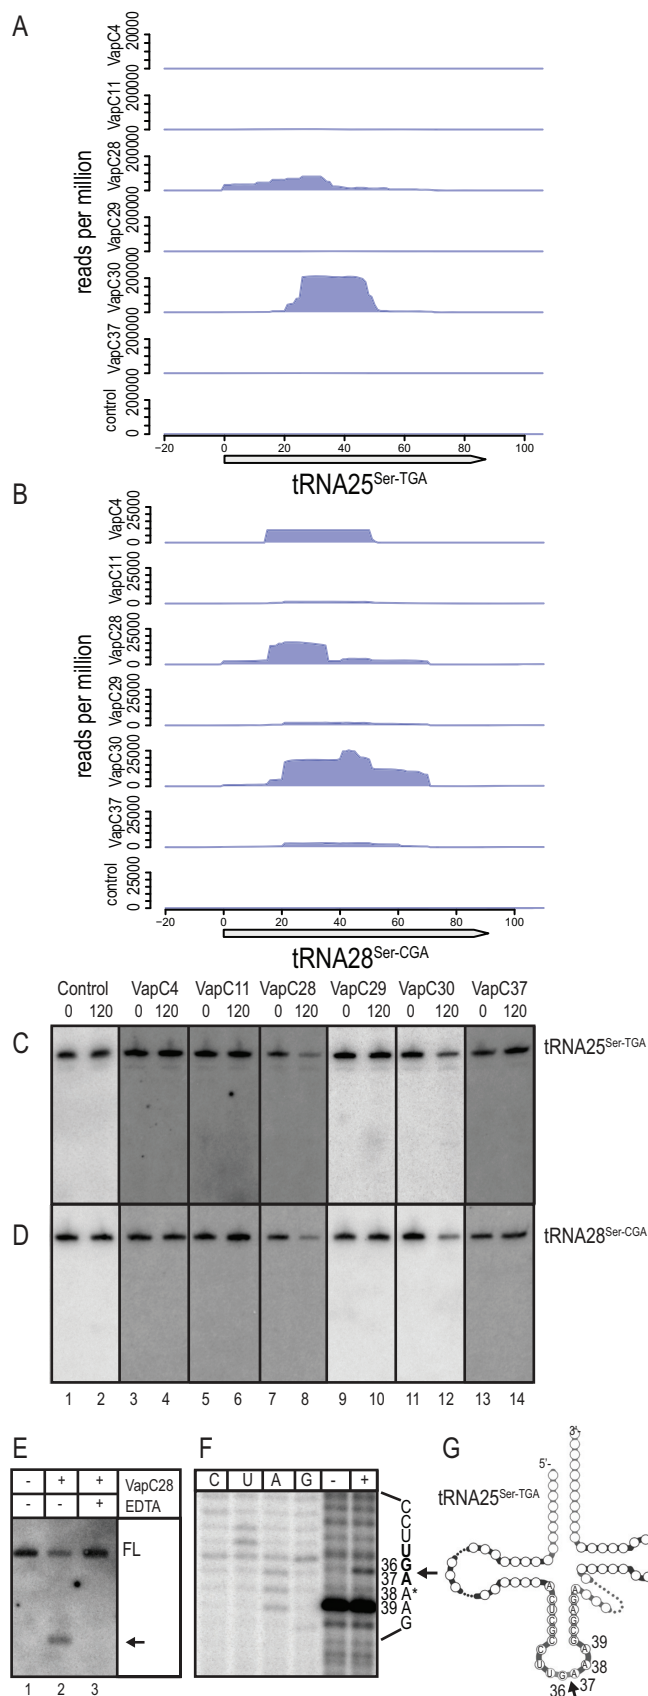 A
reads per million
VapC4
0 20000
VapC11
0 200000
VapC28
0 200000
VapC29
0 200000
VapC30
0 200000
VapC37
0 200000
control
0 200000
−20 0 20 40 60 80 100
tRNA25Ser-TGA
B
reads per million
VapC4
0 25000
VapC11
0 25000
VapC28
0 25000
VapC29
0 25000
VapC30
0 25000
VapC37
0 25000
control
0 25000
−20 0 20 40 60 80 100
tRNA28Ser-CGA
Control VapC4 VapC11 VapC28 VapC29 VapC30 VapC37
0 120 0 120 0 120 0 120 0 120 0 120 0 120
C
tRNA25Ser-TGA
D
tRNA28Ser-CGA
1 2 3 4 5 6 7 8 9 10 11 12 13 14
E
- + + VapC28
- - + EDTA
FL
1 2 3
F
C U A G - +
C
C
U
U
36 G
37 A
38 A*
39 A
G
G
tRNA25Ser-TGA
5'-
3'-
A
C
U
C
G
C
C
U
U
G
A
A
A
39
38
37
36